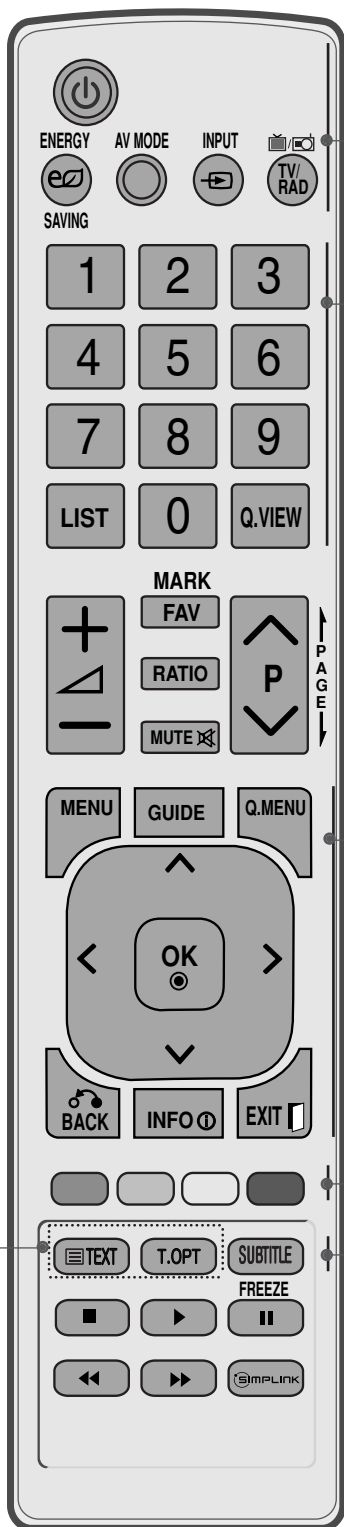 ENERGY AV MODE INPUT
TV/
RAD
SAVING
1 2 3
4 5 6
7 8 9
LIST 0 Q.VIEW
MARK
FAV
RATIO
P
PAGE
MUTE
MENU GUIDE Q.MENU
OK
BACK INFO EXIT
TEXT T.OPT SUBTITLE
FREEZE
SIMPLINK